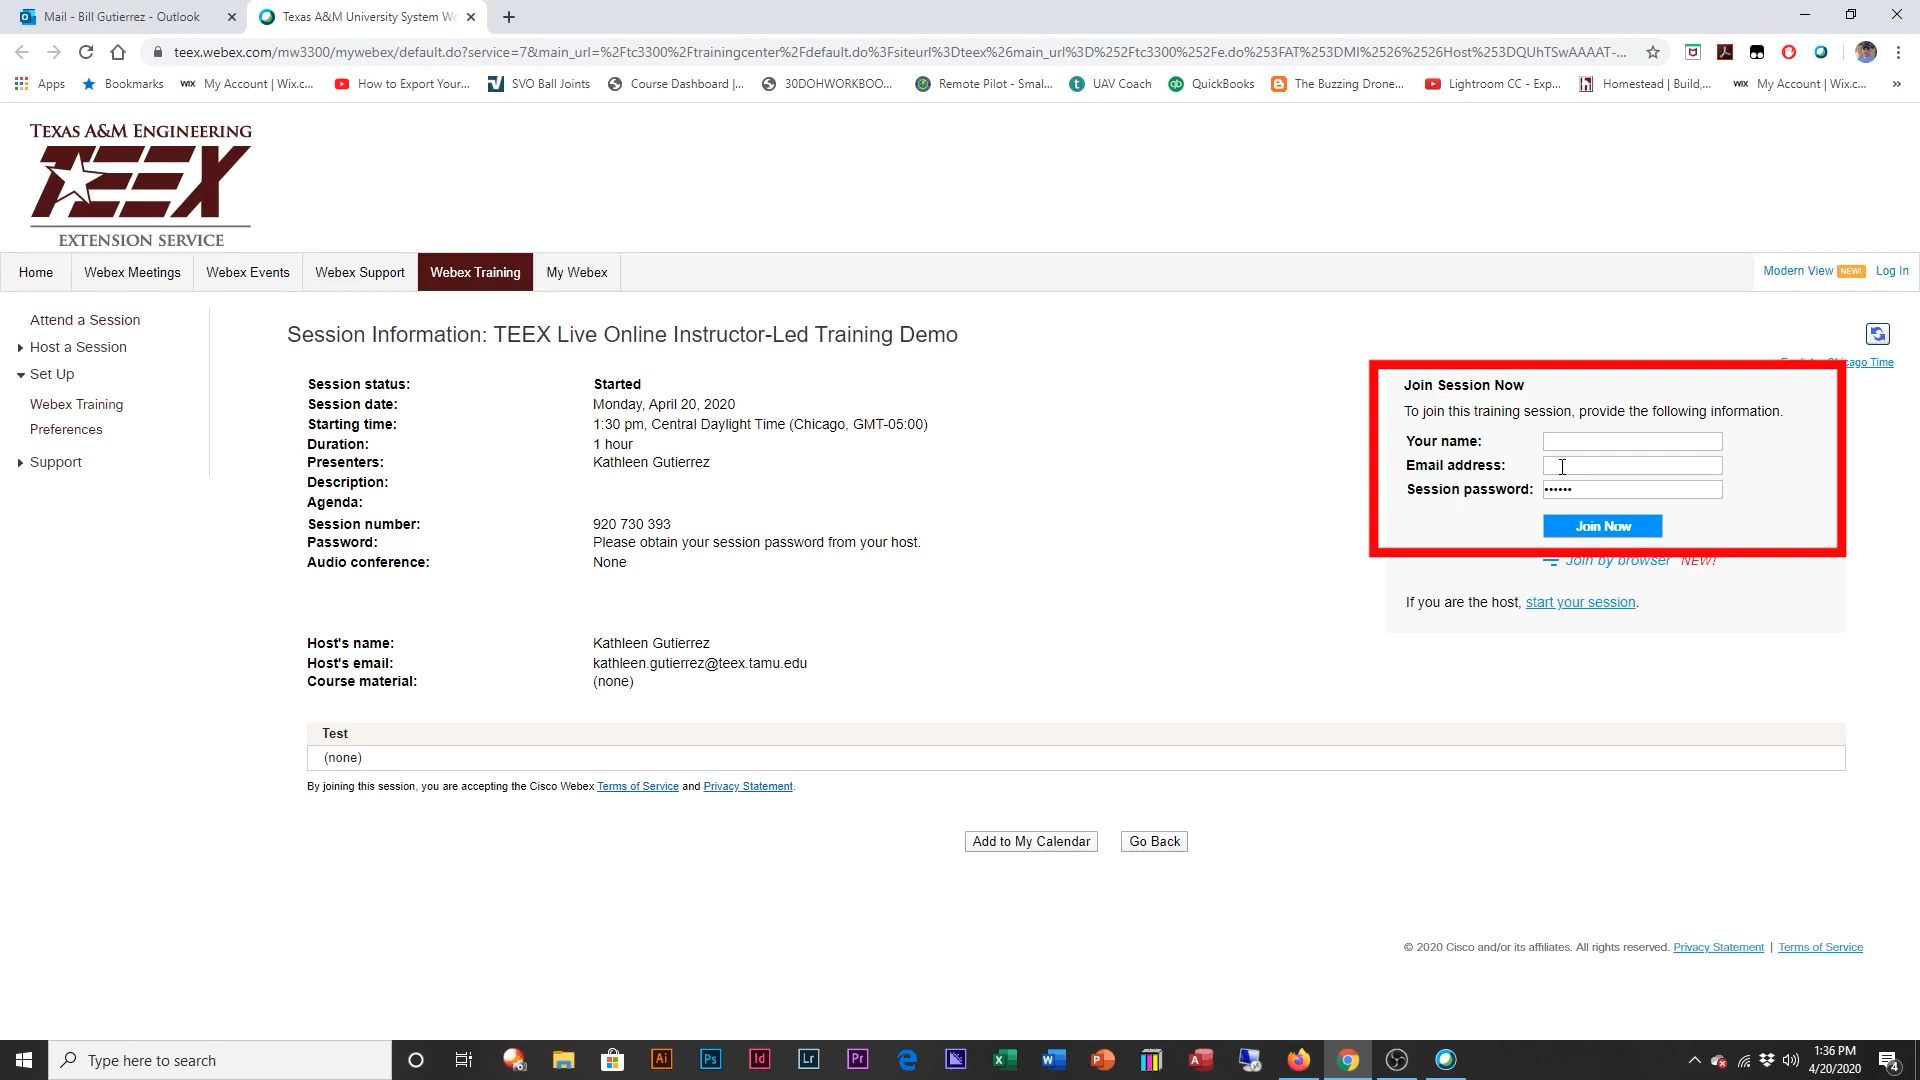 Mail - Bill Gutierrez - Outlook
Texas A&M University System We
teex.webex.com/mw3300/mywebex/default.do?service=7&main_url=%2Ftc3300%2Ftrainingcenter%2Fdefault.do%3Fsiteurl%3Dteex%26main_url%3D%252Ftc3300%252Fe.do%253FAT%253DMI%2526%2526Host%253DQUhTSwAAAAT-...
Apps
Bookmarks
WIX My Account | Wix.c...
How to Export Your...
SVO Ball Joints
Course Dashboard |...
30DOHWORKBOO...
Remote Pilot - Smal...
UAV Coach
QuickBooks
The Buzzing Drone...
Lightroom CC - Exp...
Homestead | Build,...
WIX My Account | Wix.c...
»
TEXAS A&M ENGINEERING
TEEX
EXTENSION SERVICE
Home
Webex Meetings
Webex Events
Webex Support
Webex Training
My Webex
Modern View NEW!
Log In
Attend a Session
Host a Session
Set Up
Webex Training
Preferences
Support
Session Information: TEEX Live Online Instructor-Led Training Demo
Session status: Started
Session date: Monday, April 20, 2020
Starting time: 1:30 pm, Central Daylight Time (Chicago, GMT-05:00)
Duration: 1 hour
Presenters: Kathleen Gutierrez
Description:
Agenda:
Session number: 920 730 393
Password: Please obtain your session password from your host.
Audio conference: None
Host's name: Kathleen Gutierrez
Host's email: kathleen.gutierrez@teex.tamu.edu
Course material: (none)
ago Time
Join Session Now
To join this training session, provide the following information.
Your name:
Email address:
Session password: ••••••
Join Now
Join by browser NEW!
If you are the host, start your session.
Test
(none)
By joining this session, you are accepting the Cisco Webex Terms of Service and Privacy Statement.
Add to My Calendar
Go Back
© 2020 Cisco and/or its affiliates. All rights reserved. Privacy Statement | Terms of Service
Type here to search
Ai
Ps
Id
Lr
Pr
1:36 PM
4/20/2020
4